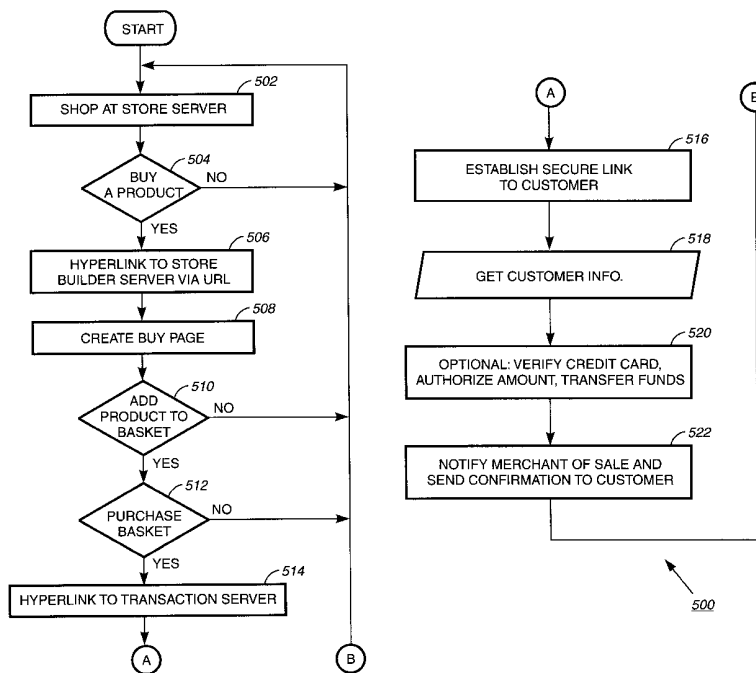 START
502
SHOP AT STORE SERVER
504
BUY
A PRODUCT
NO
YES
506
HYPERLINK TO STORE
BUILDER SERVER VIA URL
508
CREATE BUY PAGE
510
ADD
PRODUCT TO
BASKET
NO
YES
512
PURCHASE
BASKET
NO
YES
514
HYPERLINK TO TRANSACTION SERVER
A
B
A
B
516
ESTABLISH SECURE LINK
TO CUSTOMER
518
GET CUSTOMER INFO.
520
OPTIONAL: VERIFY CREDIT CARD,
AUTHORIZE AMOUNT, TRANSFER FUNDS
522
NOTIFY MERCHANT OF SALE AND
SEND CONFIRMATION TO CUSTOMER
500